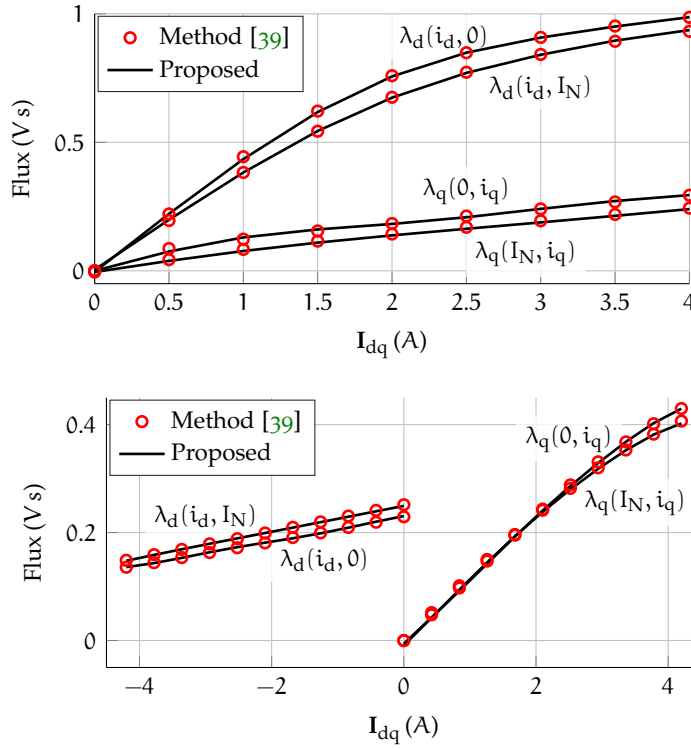 Method [39]
Proposed
λd(id, 0)
λd(id, IN)
λq(0, iq)
λq(IN, iq)
Flux (V s)
1
0.5
0
0 0.5 1 1.5 2 2.5 3 3.5 4
Idq (A)
Method [39]
Proposed
λq(0, iq)
λq(IN, iq)
λd(id, IN)
λd(id, 0)
Flux (V s)
0.4
0.2
0
−4 −2 0 2 4
Idq (A)